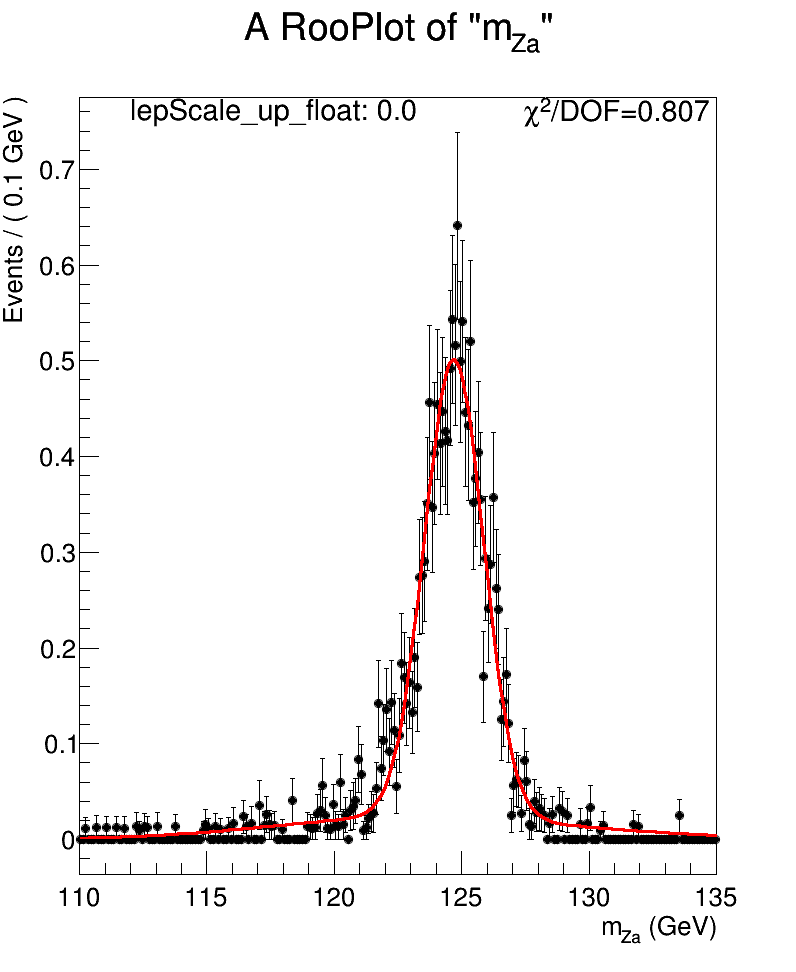 A RooPlot of "m_Za"
lepScale_up_float: 0.0
χ²/DOF=0.807
Events / ( 0.1 GeV )
0.7
0.6
0.5
0.4
0.3
0.2
0.1
0
110 115 120 125 130 135
m_Za (GeV)